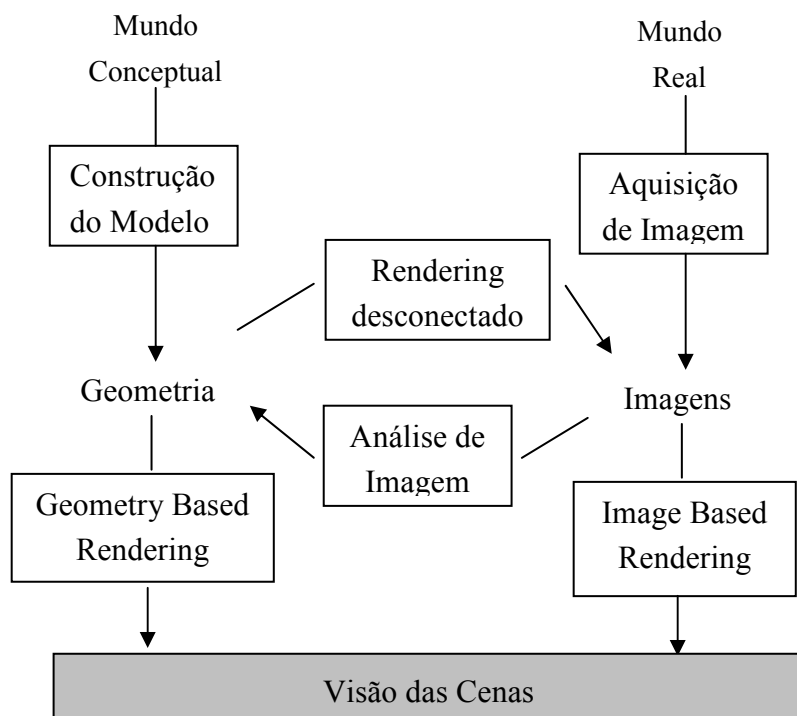 Mundo
Conceptual
Mundo
Real
Construção
do Modelo
Aquisição
de Imagem
Rendering
desconectado
Geometria
Imagens
Análise de
Imagem
Geometry Based
Rendering
Image Based
Rendering
Visão das Cenas